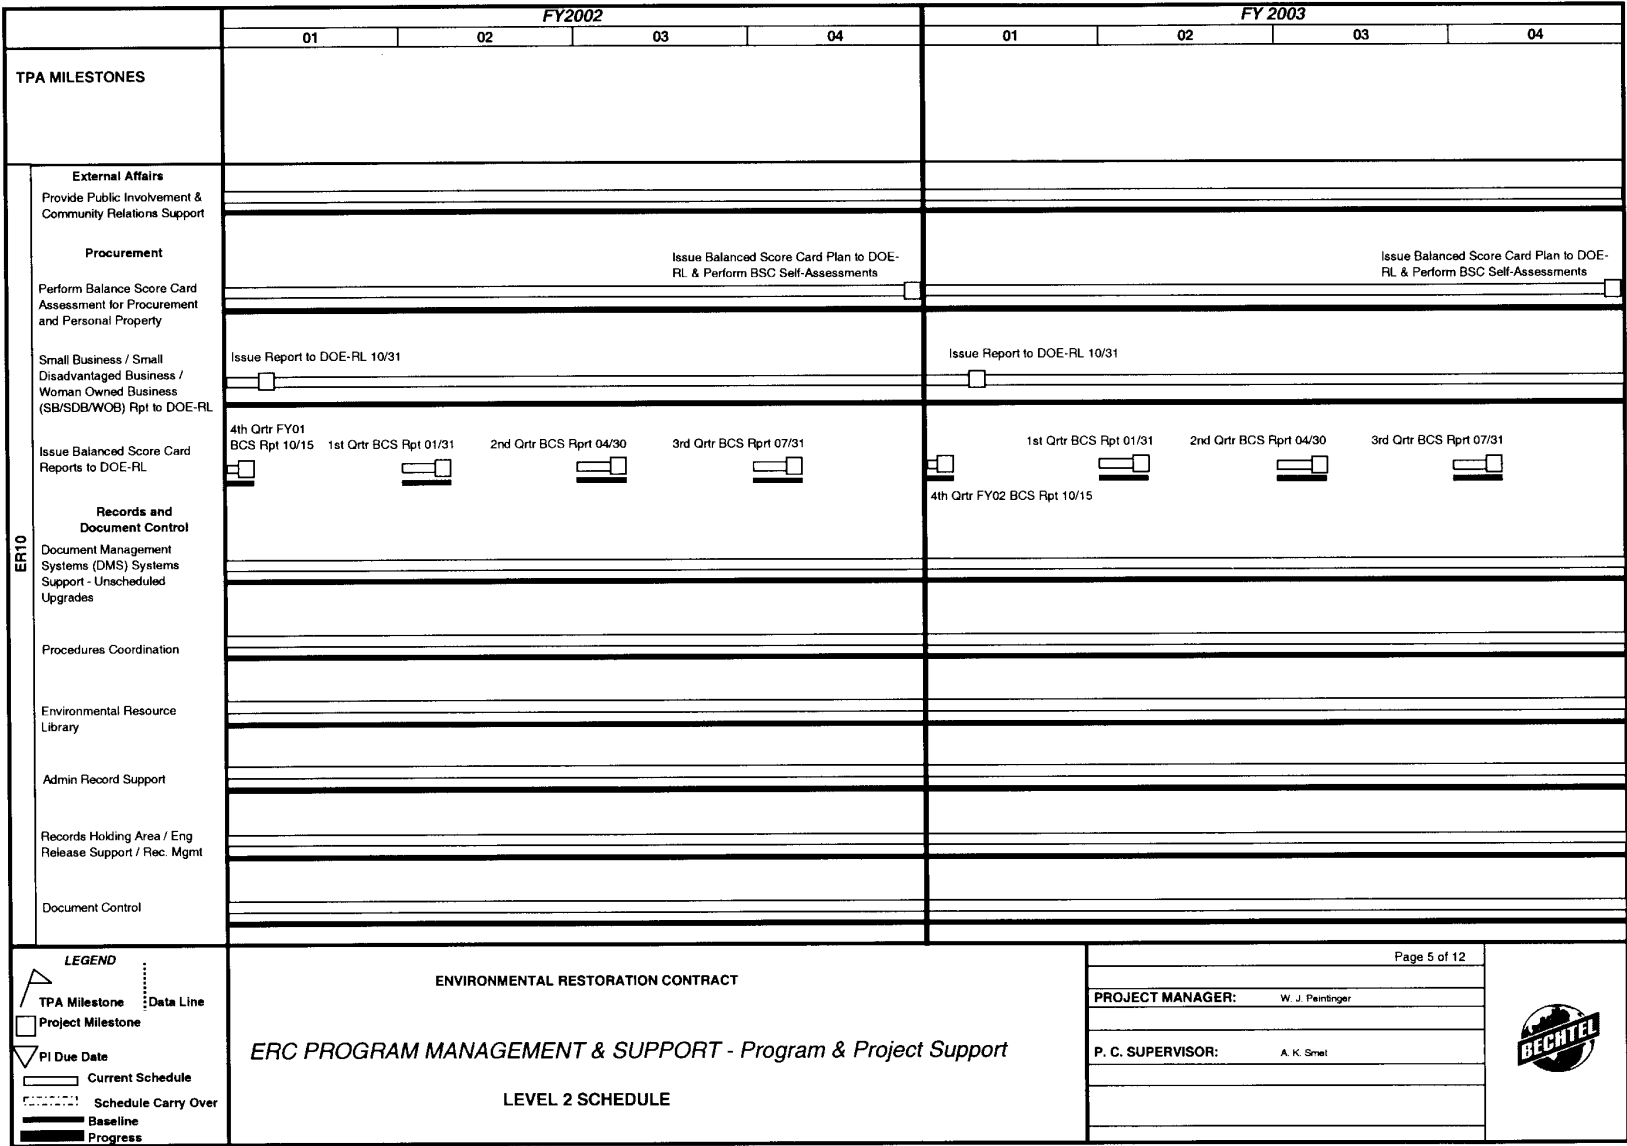 FY2002
FY 2003
01 02 03 04 01 02 03 04
TPA MILESTONES
ER10
External Affairs
Provide Public Involvement &
Community Relations Support
Procurement
Issue Balanced Score Card Plan to DOE-
RL & Perform BSC Self-Assessments
Issue Balanced Score Card Plan to DOE-
RL & Perform BSC Self-Assessments
Perform Balance Score Card
Assessment for Procurement
and Personal Property
Small Business / Small
Disadvantaged Business /
Woman Owned Business
(SB/SDB/WOB) Rpt to DOE-RL
Issue Report to DOE-RL 10/31
Issue Report to DOE-RL 10/31
Issue Balanced Score Card
Reports to DOE-RL
4th Qrtr FY01
BCS Rpt 10/15
1st Qrtr BCS Rpt 01/31
2nd Qrtr BCS Rprt 04/30
3rd Qrtr BCS Rprt 07/31
1st Qrtr BCS Rpt 01/31
2nd Qrtr BCS Rprt 04/30
3rd Qrtr BCS Rprt 07/31
4th Qrtr FY02 BCS Rpt 10/15
Records and
Document Control
Document Management
Systems (DMS) Systems
Support - Unscheduled
Upgrades
Procedures Coordination
Environmental Resource
Library
Admin Record Support
Records Holding Area / Eng
Release Support / Rec. Mgmt
Document Control
LEGEND
TPA Milestone
Data Line
Project Milestone
PI Due Date
Current Schedule
Schedule Carry Over
Baseline
Progress
ENVIRONMENTAL RESTORATION CONTRACT
ERC PROGRAM MANAGEMENT & SUPPORT - Program & Project Support
LEVEL 2 SCHEDULE
Page 5 of 12
PROJECT MANAGER: W. J. Peintinger
P. C. SUPERVISOR: A. K. Smet
BECHTEL